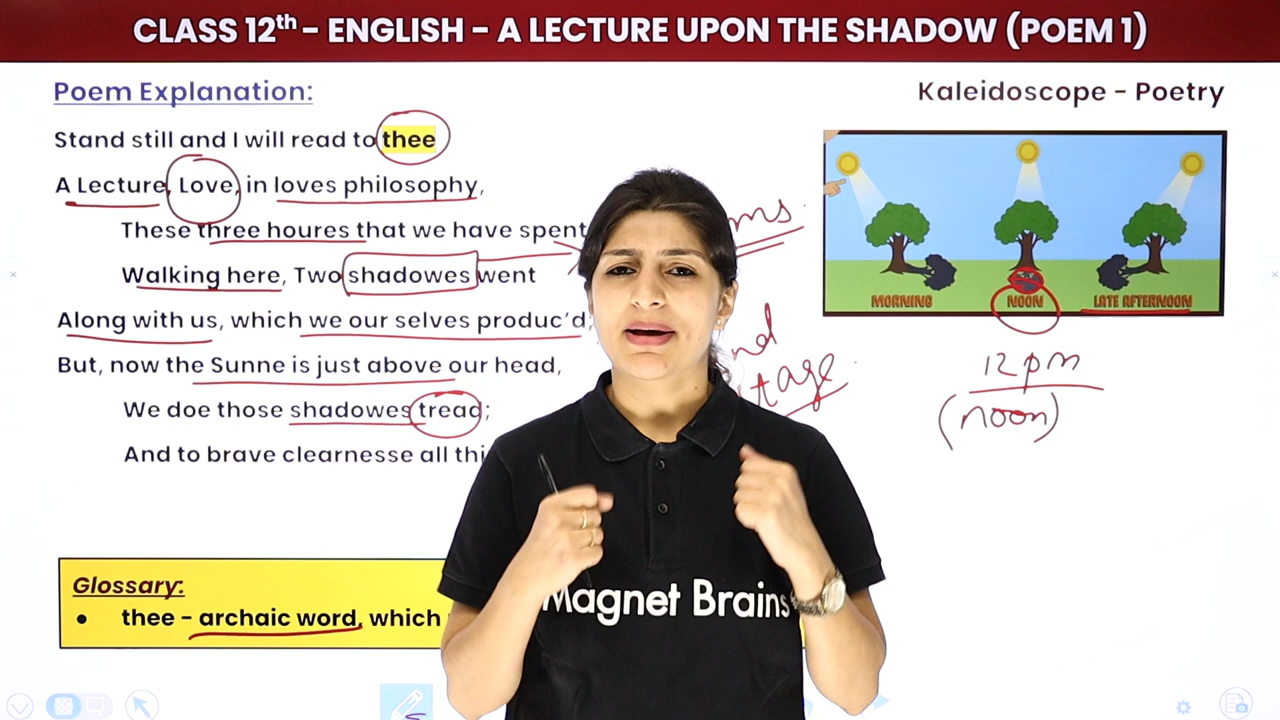 CLASS 12th - ENGLISH - A LECTURE UPON THE SHADOW (POEM 1)
Poem Explanation:
Kaleidoscope - Poetry
Stand still and I will read to thee
A Lecture, Love, in loves philosophy,
These three houres that we have spent
Walking here, Two shadowes went
Along with us, which we our selves produc'd;
But, now the Sunne is just above our head,
We doe those shadowes tread;
And to brave clearnesse all
MORNING
NOON
LATE AFTERNOON
12 pm
(noon)
Glossary:
• thee - archaic word, which
Magnet Brains